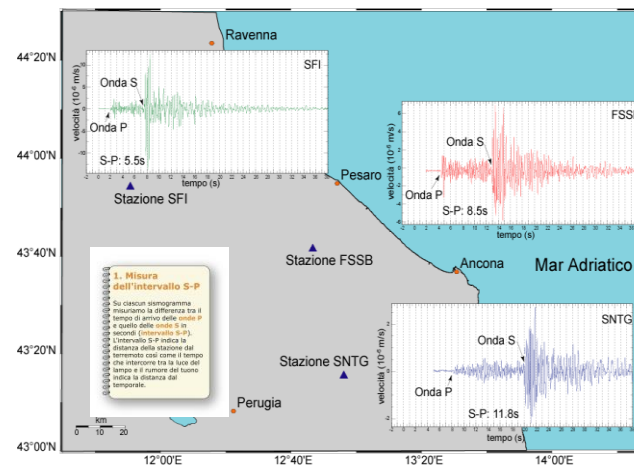 44°20'N
44°00'N
43°40'N
43°20'N
43°00'N
12°00'E
12°40'E
13°20'E
14°00'E
Ravenna
SFI
Onda S
Onda P
S-P: 5.5s
velocità (10⁻⁶ m/s)
tempo (s)
Stazione SFI
Pesaro
FSSB
Onda S
Onda P
S-P: 8.5s
velocità (10⁻⁶ m/s)
tempo (s)
Stazione FSSB
Ancona
Mar Adriatico
1. Misura
dell'intervallo S-P
Su ciascun sismogramma
misuriamo la differenza tra il
tempo di arrivo delle onde P
e quello delle onde S in
secondi (intervallo S-P).
L'intervallo S-P indica la
distanza della stazione dal
terremoto così come il tempo
che intercorre tra la luce del
lampo e il rumore del tuono
indica la distanza dal
temporale.
SNTG
Onda S
Onda P
S-P: 11.8s
velocità (10⁻⁶ m/s)
tempo (s)
Stazione SNTG
Perugia
km
0 10 20